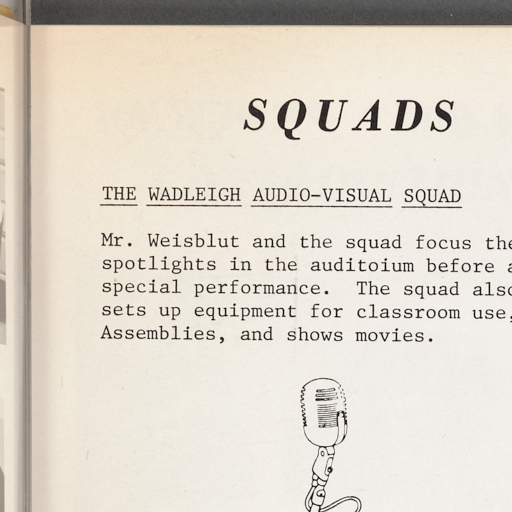 SQUADS
THE WADLEIGH AUDIO-VISUAL SQUAD
Mr. Weisblut and the squad focus the
spotlights in the auditoium before a
special performance. The squad also
sets up equipment for classroom use,
Assemblies, and shows movies.